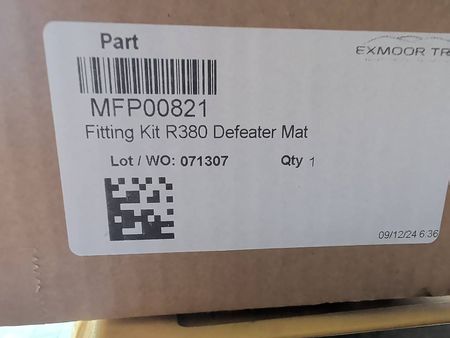 Part
EXMOOR TR
MFP00821
Fitting Kit R380 Defeater Mat
Lot / WO: 071307 Qty 1
09/12/24 6:36